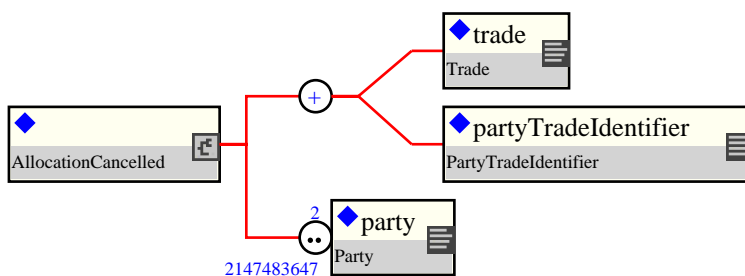 trade
Trade
+
partyTradeIdentifier
PartyTradeIdentifier
AllocationCancelled
2
party
Party
2147483647